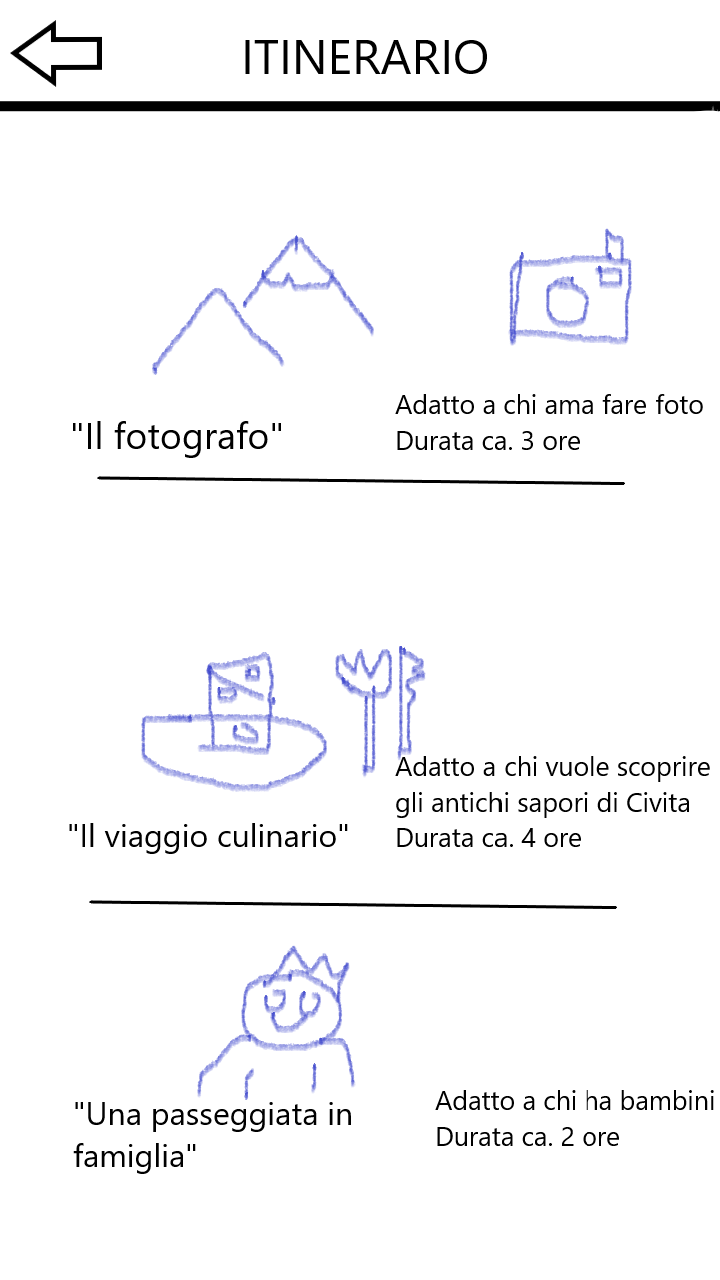 ITINERARIO
"Il fotografo"
Adatto a chi ama fare foto
Durata ca. 3 ore
"Il viaggio culinario"
Adatto a chi vuole scoprire
gli antichi sapori di Civita
Durata ca. 4 ore
"Una passeggiata in
famiglia"
Adatto a chi ha bambini
Durata ca. 2 ore